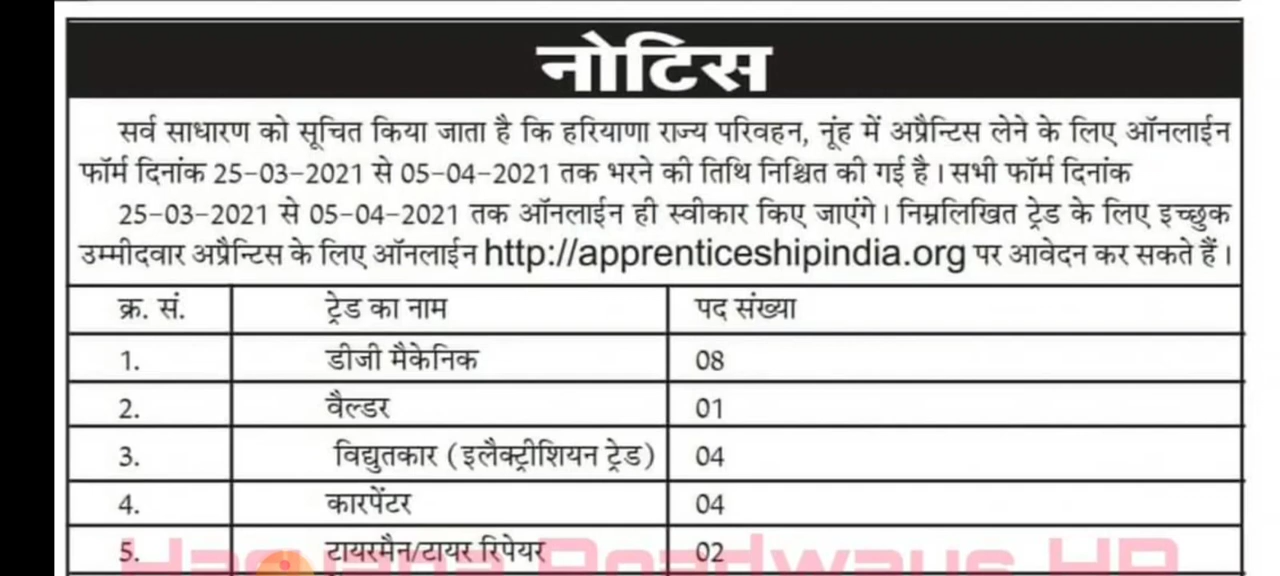 नोटिस
सर्व साधारण को सूचित किया जाता है कि हरियाणा राज्य परिवहन, नूंह में अप्रैन्टिस लेने के लिए ऑनलाईन
फॉर्म दिनांक 25-03-2021 से 05-04-2021 तक भरने की तिथि निश्चित की गई है। सभी फॉर्म दिनांक
25-03-2021 से 05-04-2021 तक ऑनलाईन ही स्वीकार किए जाएंगे। निम्नलिखित ट्रेड के लिए इच्छुक
उम्मीदवार अप्रैन्टिस के लिए ऑनलाईन http://apprenticeshipindia.org पर आवेदन कर सकते हैं।
क्र. सं. ट्रेड का नाम पद संख्या
1. डीजी मैकेनिक 08
2. वैल्डर 01
3. विद्युतकार (इलैक्ट्रीशियन ट्रेड) 04
4. कारपेंटर 04
5. टायरमैन/टायर रिपेयर 02
Haryana Roadways HR